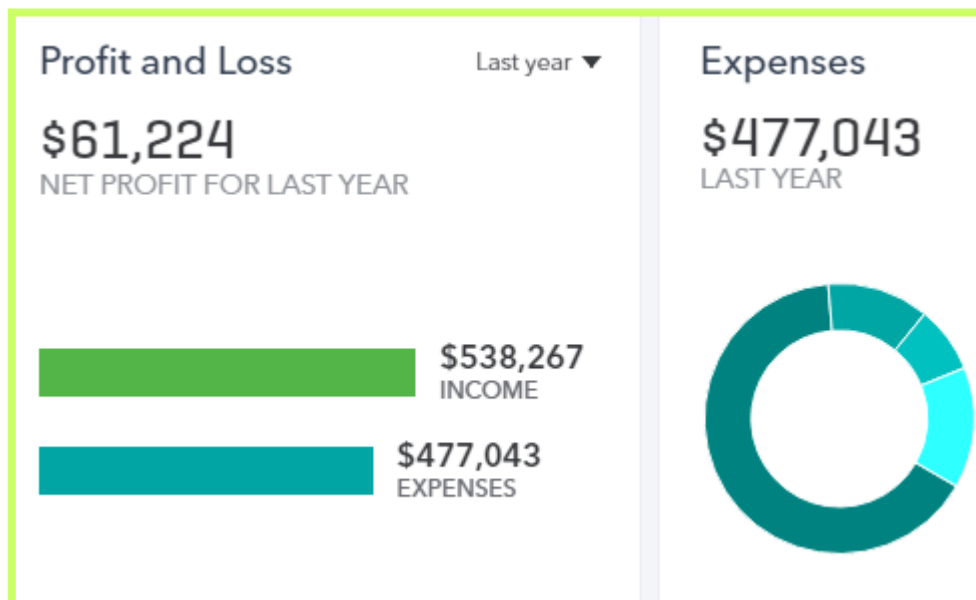 Profit and Loss
Last year
$61,224
NET PROFIT FOR LAST YEAR
$538,267
INCOME
$477,043
EXPENSES
Expenses
$477,043
LAST YEAR